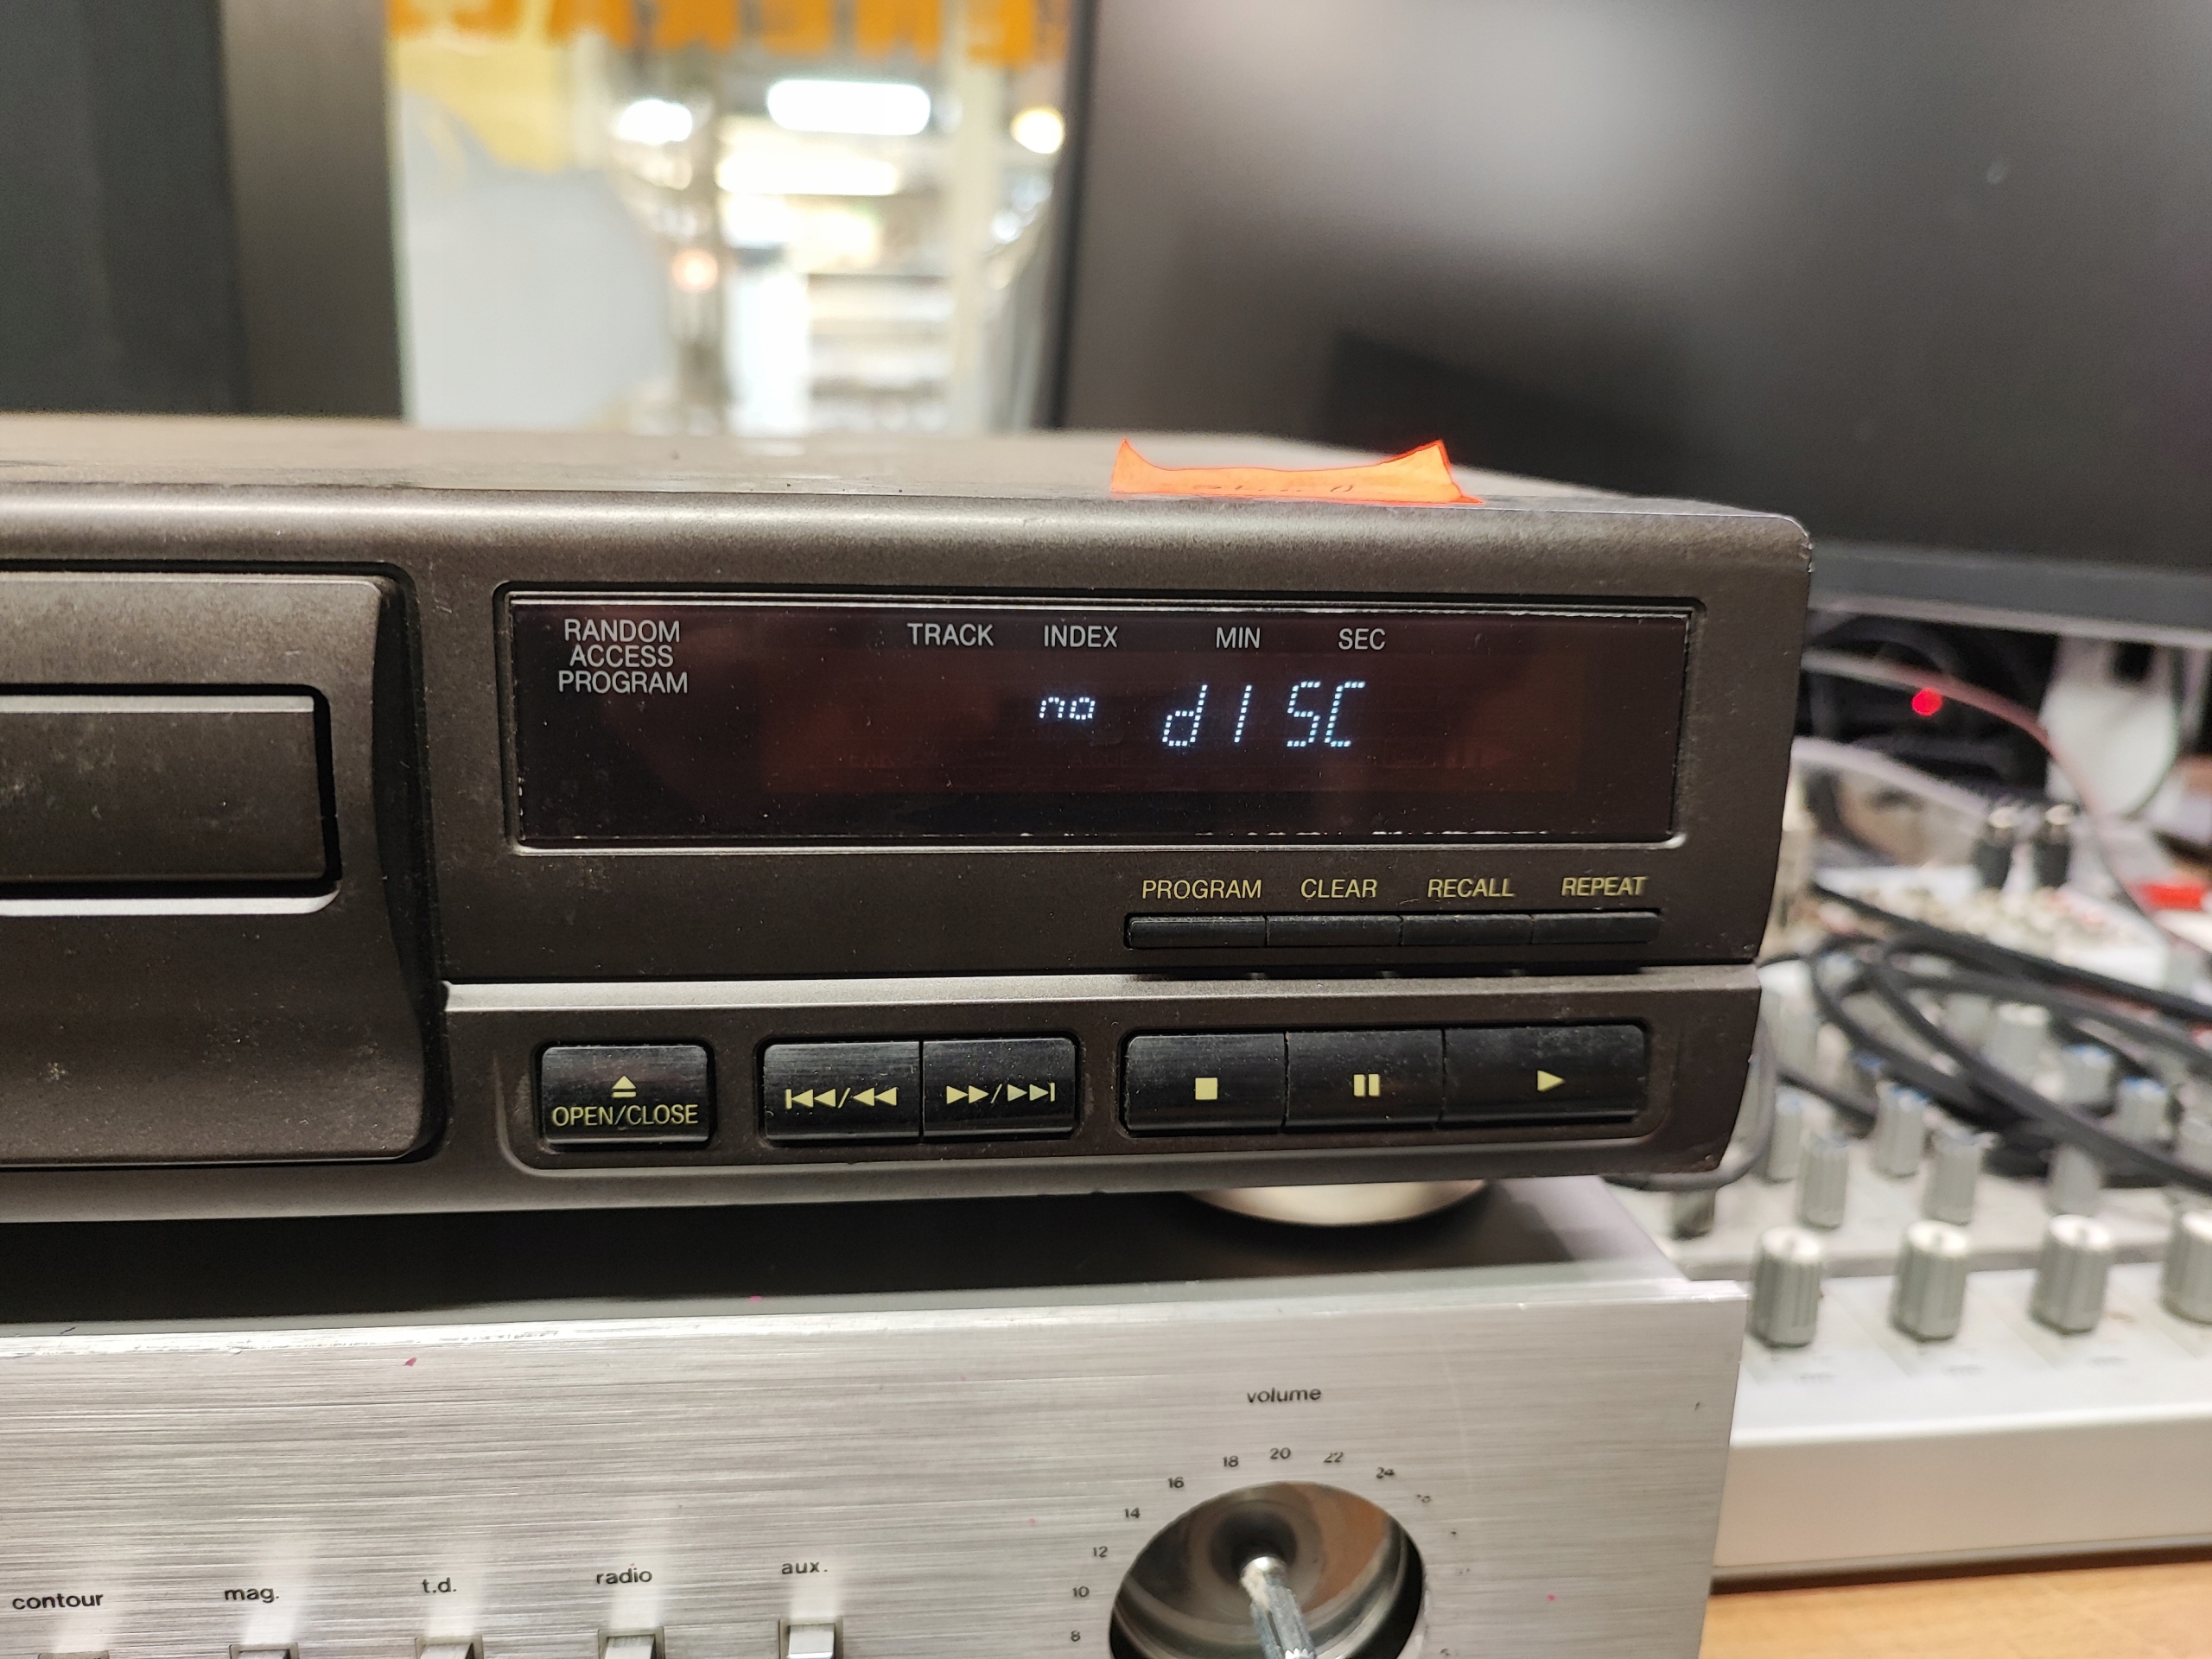 RANDOM
ACCESS
PROGRAM
TRACK INDEX MIN SEC
no dISC
PROGRAM CLEAR RECALL REPEAT
OPEN/CLOSE
volume
8 10 12 14 16 18 20 22 24
contour mag. t.d. radio aux.